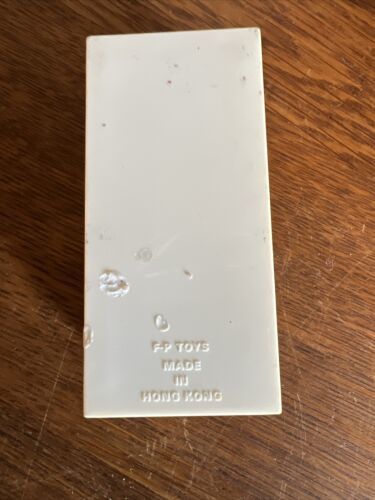 F-P TOYS
MADE
IN
HONG KONG